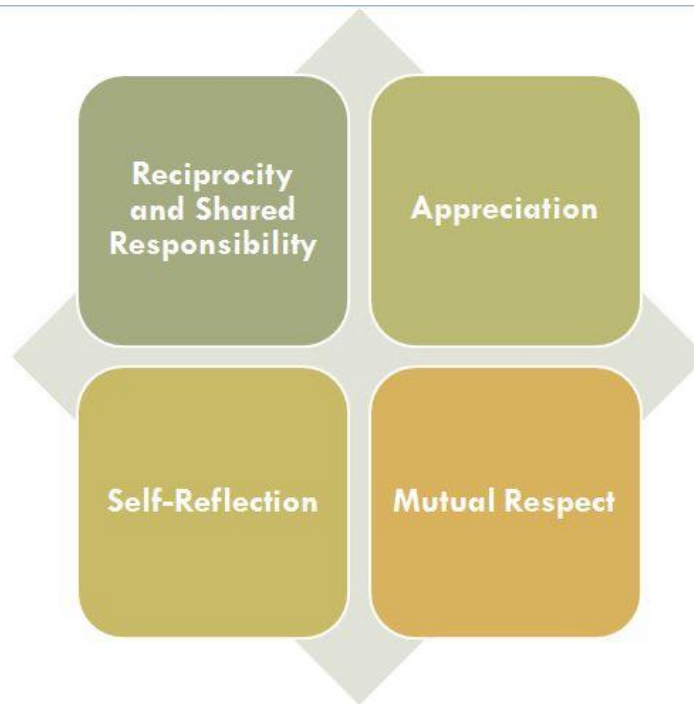 Reciprocity
and Shared
Responsibility
Appreciation
Self-Reflection
Mutual Respect